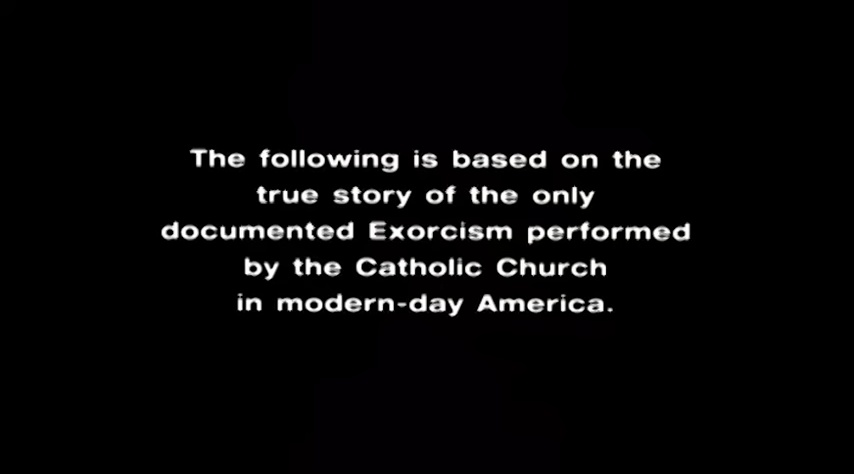 The following is based on the
true story of the only
documented Exorcism performed
by the Catholic Church
in modern-day America.